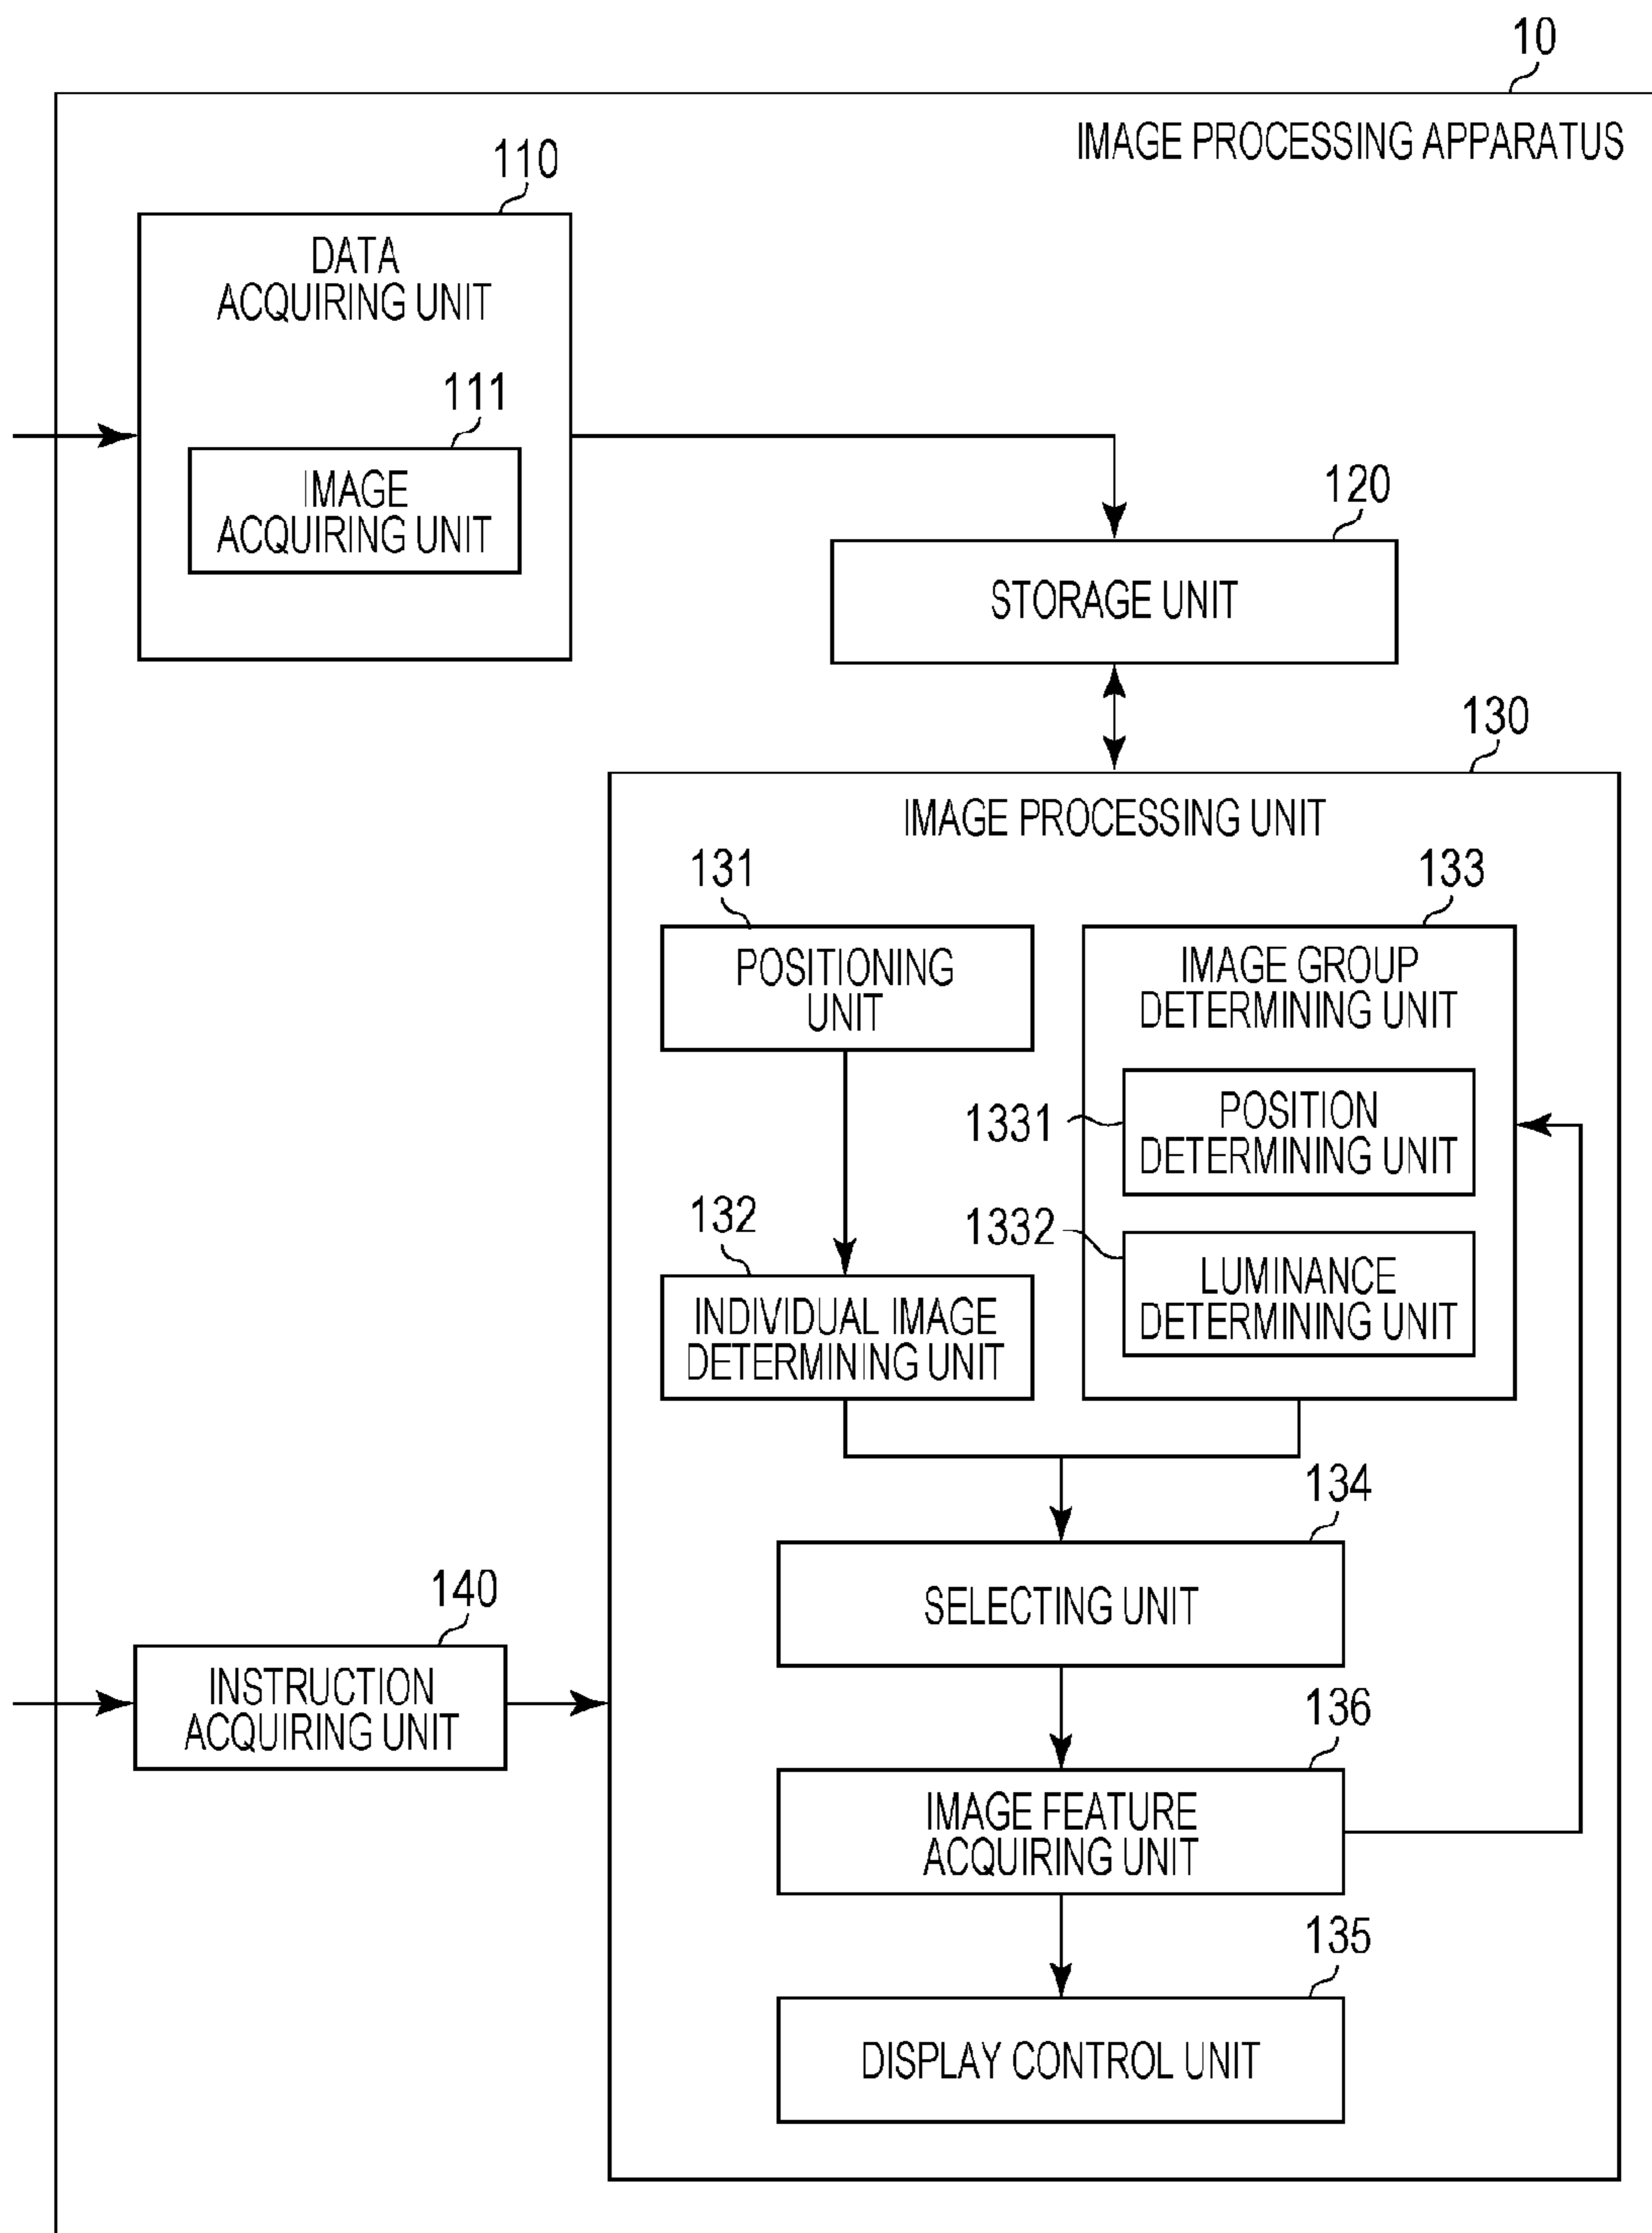 10
IMAGE PROCESSING APPARATUS
110
DATA
ACQUIRING UNIT
111
IMAGE
ACQUIRING UNIT
120
STORAGE UNIT
130
IMAGE PROCESSING UNIT
131
POSITIONING
UNIT
133
IMAGE GROUP
DETERMINING UNIT
1331
POSITION
DETERMINING UNIT
132
INDIVIDUAL IMAGE
DETERMINING UNIT
1332
LUMINANCE
DETERMINING UNIT
134
SELECTING UNIT
140
INSTRUCTION
ACQUIRING UNIT
136
IMAGE FEATURE
ACQUIRING UNIT
135
DISPLAY CONTROL UNIT